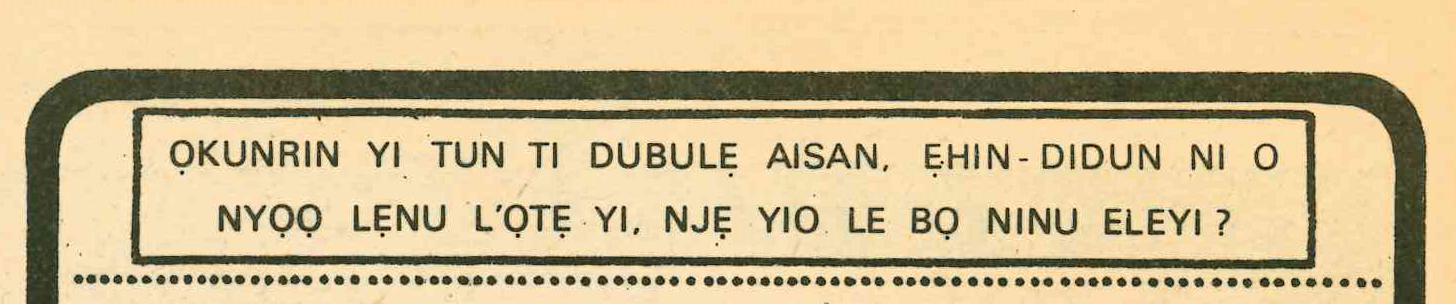 ỌKUNRIN YI TUN TI DUBULẸ AISAN, ẸHIN-DIDUN NI O
NYỌỌ LẸNU L'ỌTẸ YI, NJẸ YIO LE BỌ NINU ELEYI?